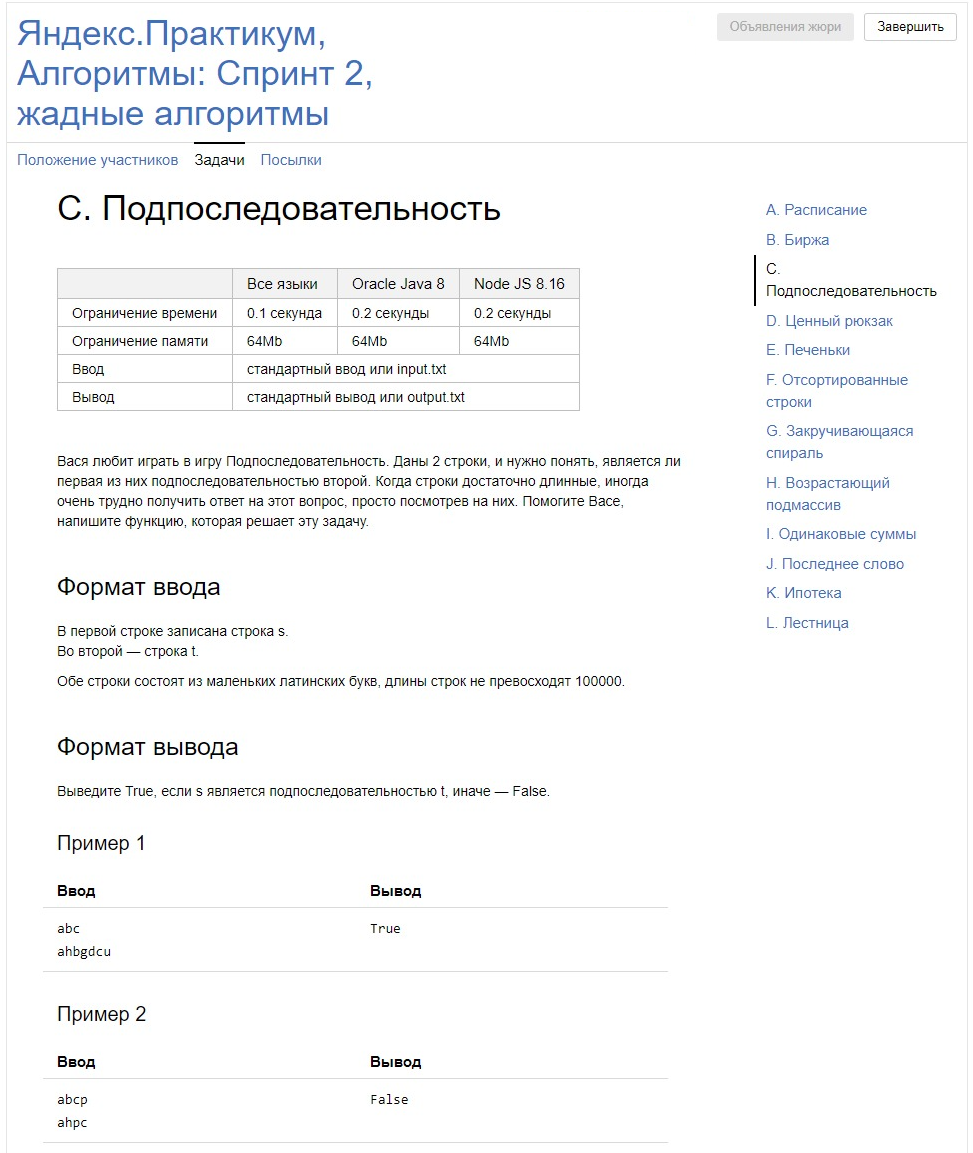 Яндекс.Практикум,
Алгоритмы: Спринт 2,
жадные алгоритмы
Объявления жюри
Завершить
Положение участников Задачи Посылки
C. Подпоследовательность
Все языки Oracle Java 8 Node JS 8.16
Ограничение времени 0.1 секунда 0.2 секунды 0.2 секунды
Ограничение памяти 64Mb 64Mb 64Mb
Ввод стандартный ввод или input.txt
Вывод стандартный вывод или output.txt
Вася любит играть в игру Подпоследовательность. Даны 2 строки, и нужно понять, является ли
первая из них подпоследовательностью второй. Когда строки достаточно длинные, иногда
очень трудно получить ответ на этот вопрос, просто посмотрев на них. Помогите Васе,
напишите функцию, которая решает эту задачу.
Формат ввода
В первой строке записана строка s.
Во второй — строка t.
Обе строки состоят из маленьких латинских букв, длины строк не превосходят 100000.
Формат вывода
Выведите True, если s является подпоследовательностью t, иначе — False.
Пример 1
Ввод Вывод
abc True
ahbgdcu
Пример 2
Ввод Вывод
abcp False
ahpc
A. Расписание
B. Биржа
C.
Подпоследовательность
D. Ценный рюкзак
E. Печеньки
F. Отсортированные
строки
G. Закручивающаяся
спираль
H. Возрастающий
подмассив
I. Одинаковые суммы
J. Последнее слово
K. Ипотека
L. Лестница